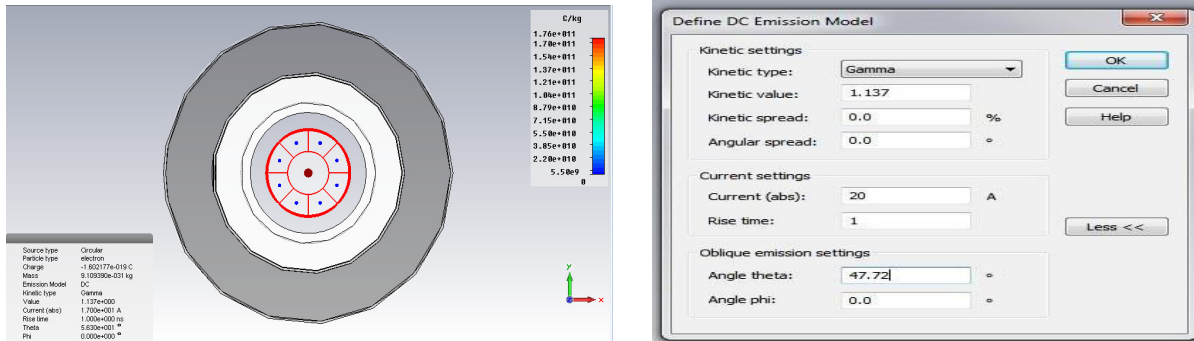 C/kg
1.76e+011
1.70e+011
1.54e+011
1.37e+011
1.21e+011
1.04e+011
8.79e+010
7.15e+010
5.50e+010
3.85e+010
2.20e+010
5.50e9
0
y
x
Source type Circular
Particle type electron
Charge -1.602177e-019 C
Mass 9.109390e-031 kg
Emission Model DC
Kinetic type Gamma
Value 1.137e+000
Current (abs) 1.700e+001 A
Rise time 1.000e+000 ns
Theta 5.630e+001 °
Phi 0.000e+000 °
Define DC Emission Model
Kinetic settings
Kinetic type: Gamma
Kinetic value: 1.137
Kinetic spread: 0.0 %
Angular spread: 0.0 °
Current settings
Current (abs): 20 A
Rise time: 1
Oblique emission settings
Angle theta: 47.72 °
Angle phi: 0.0 °
OK
Cancel
Help
Less <<